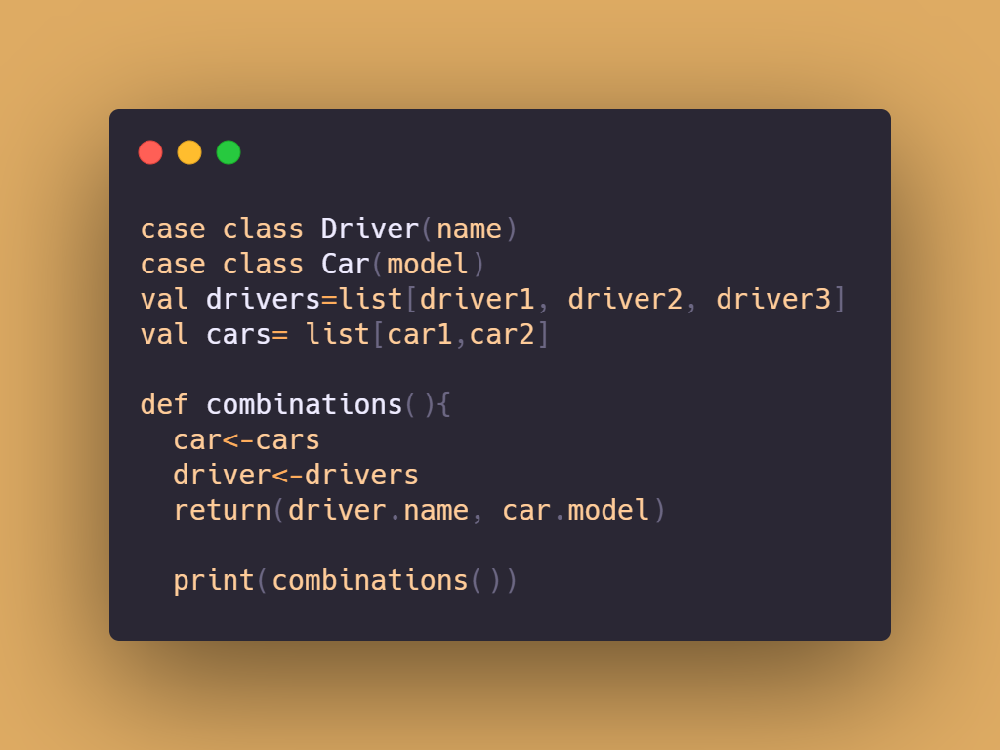 case class Driver(name)
case class Car(model)
val drivers=list[driver1, driver2, driver3]
val cars= list[car1,car2]
def combinations(){
car<-cars
driver<-drivers
return(driver.name, car.model)
print(combinations())